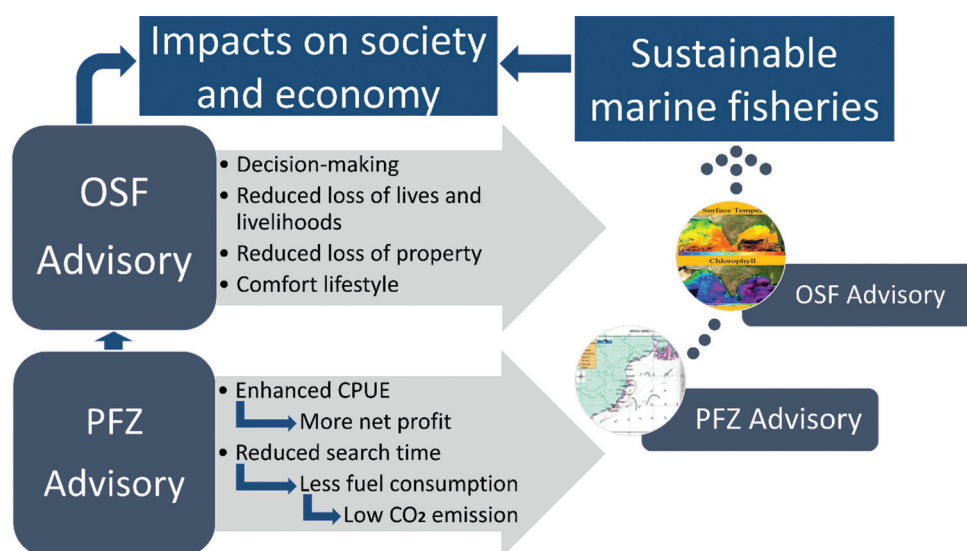 Impacts on society
and economy
Sustainable
marine fisheries
OSF
Advisory
• Decision-making
• Reduced loss of lives and
livelihoods
• Reduced loss of property
• Comfort lifestyle
Surface Tempe
Chlorophyll
OSF Advisory
PFZ
Advisory
• Enhanced CPUE
More net profit
• Reduced search time
Less fuel consumption
Low CO₂ emission
PFZ Advisory